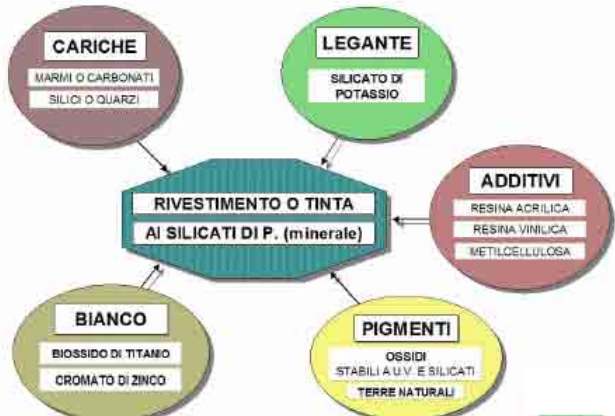 CARICHE
MARMI O CARBONATI
SILICI O QUARZI
LEGANTE
SILICATO DI
POTASSIO
RIVESTIMENTO O TINTA
AI SILICATI DI P. (minerale)
ADDITIVI
RESINA ACRILICA
RESINA VINILICA
METILCELLULOSA
BIANCO
BIOSSIDO DI TITANIO
CROMATO DI ZINCO
PIGMENTI
OSSIDI
STABILI A U.V. E SILICATI
TERRE NATURALI